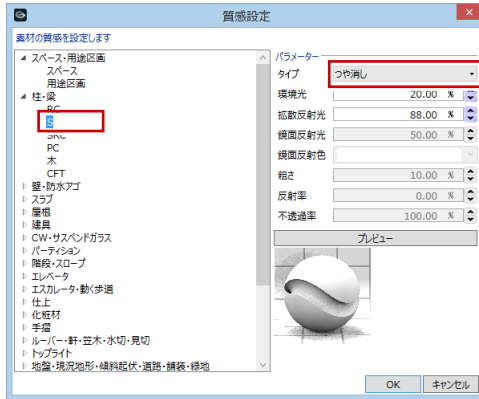 質感設定
素材の質感を設定します
スペース・用途区画
スペース
用途区画
柱・梁
RC
S
SRC
PC
木
CFT
壁・防水アゴ
スラブ
屋根
建具
CW・サスペンドガラス
パーティション
階段・スロープ
エレベータ
エスカレータ・動く歩道
仕上
化粧材
手摺
ルーバー・軒・笠木・水切・見切
トップライト
地盤・現況地形・傾斜起伏・道路・舗装・緑地
パラメーター
タイプ つや消し
環境光 20.00 %
拡散反射光 88.00 %
鏡面反射光 50.00 %
鏡面反射色
粗さ 10.00 %
反射率 0.00 %
不透過率 100.00 %
プレビュー
OK キャンセル